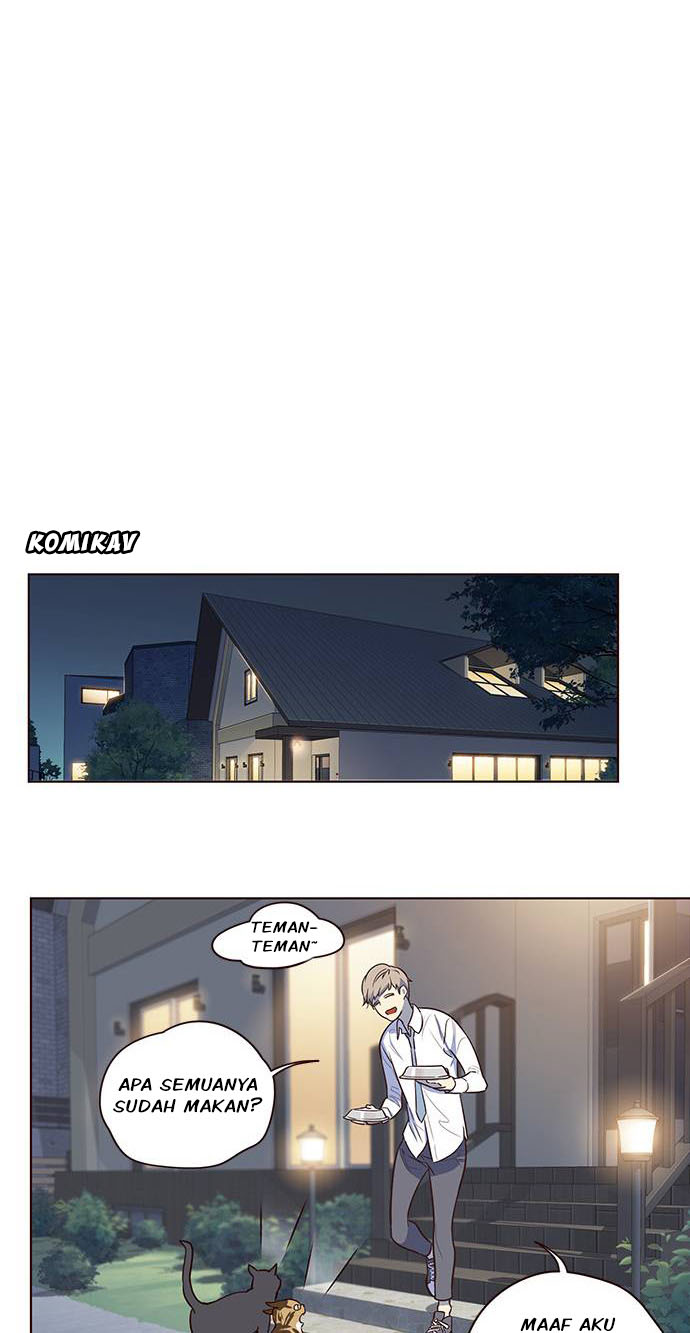 KOMIKAV
TEMAN-
TEMAN~
APA SEMUANYA
SUDAH MAKAN?
MAAF AKU